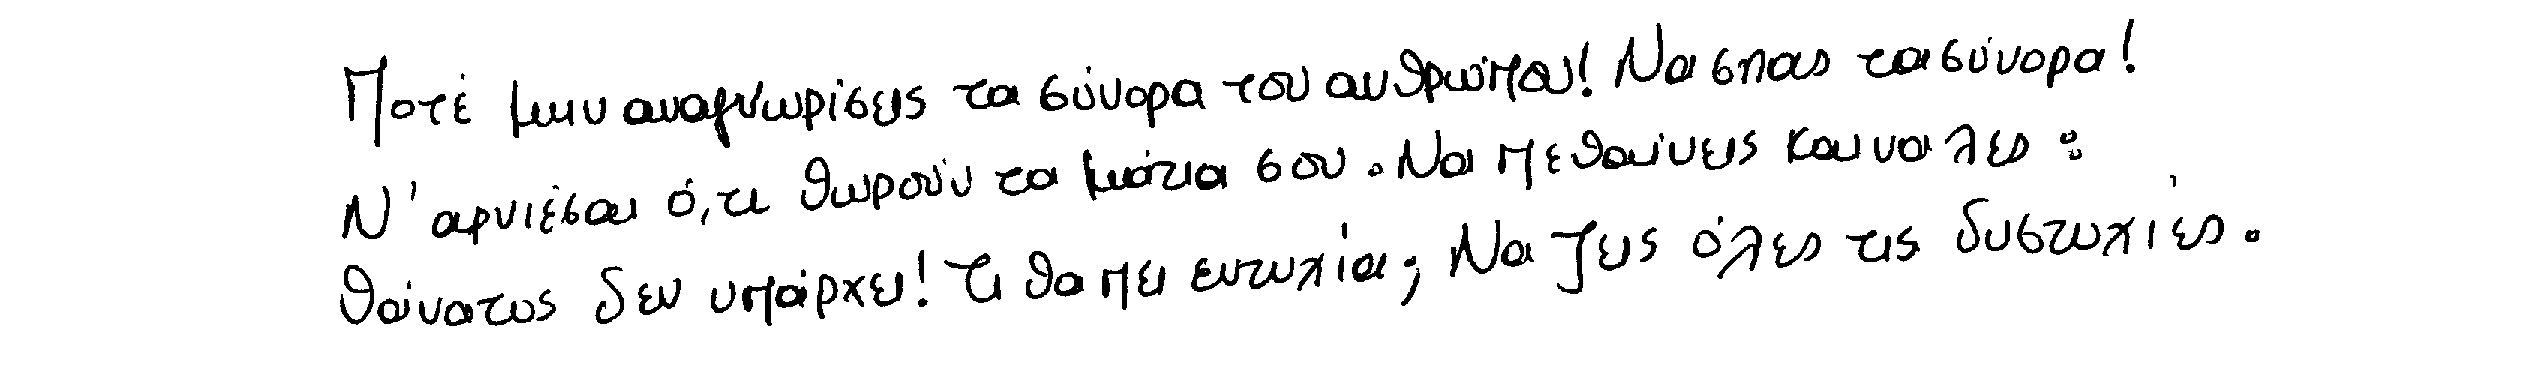 Ποτέ μην αναγνωρίσεις τα σύνορα του ανθρώπου! Να σπας τα σύνορα!
Ν' αρνιέσαι ό,τι θωρούν τα μάτια σου. Να πεθαίνεις και να λες:
θάνατος δεν υπάρχει! Τι θα πει ευτυχία; Να ζεις όλες τις δυστυχίες.